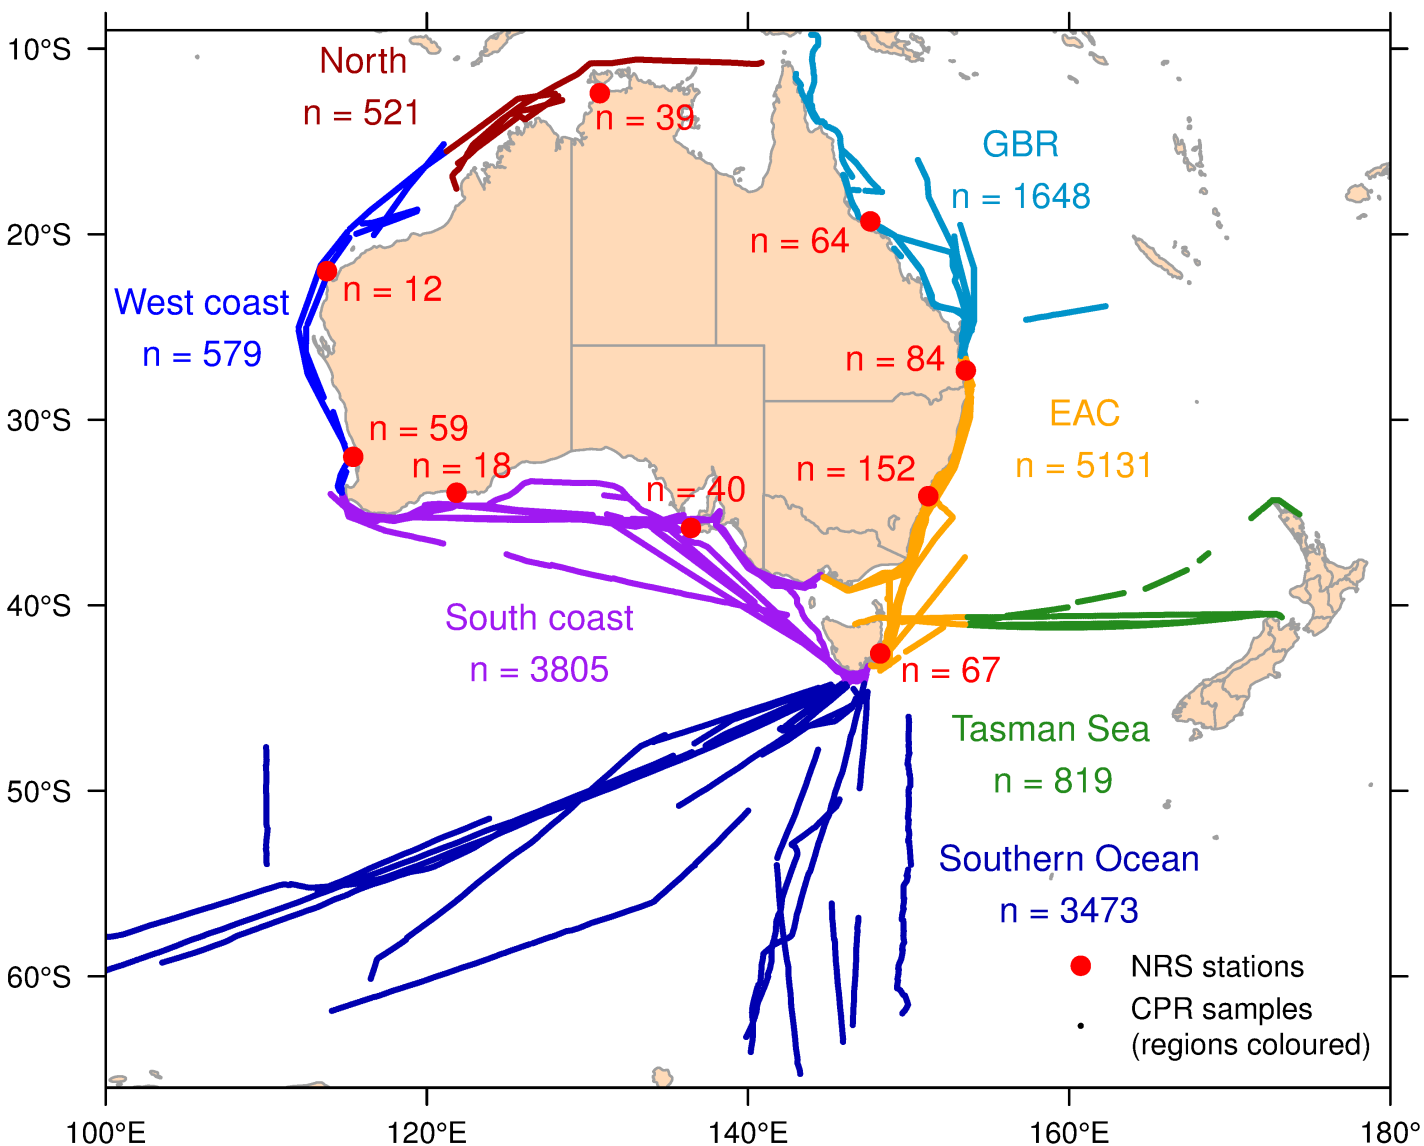 10°S
North
n = 521
n = 39
GBR
n = 1648
20°S
n = 64
n = 12
West coast
n = 579
n = 84
30°S
EAC
n = 5131
n = 59
n = 18
n = 152
n = 40
40°S
South coast
n = 3805
n = 67
Tasman Sea
n = 819
50°S
Southern Ocean
n = 3473
60°S
NRS stations
CPR samples
(regions coloured)
100°E
120°E
140°E
160°E
180°